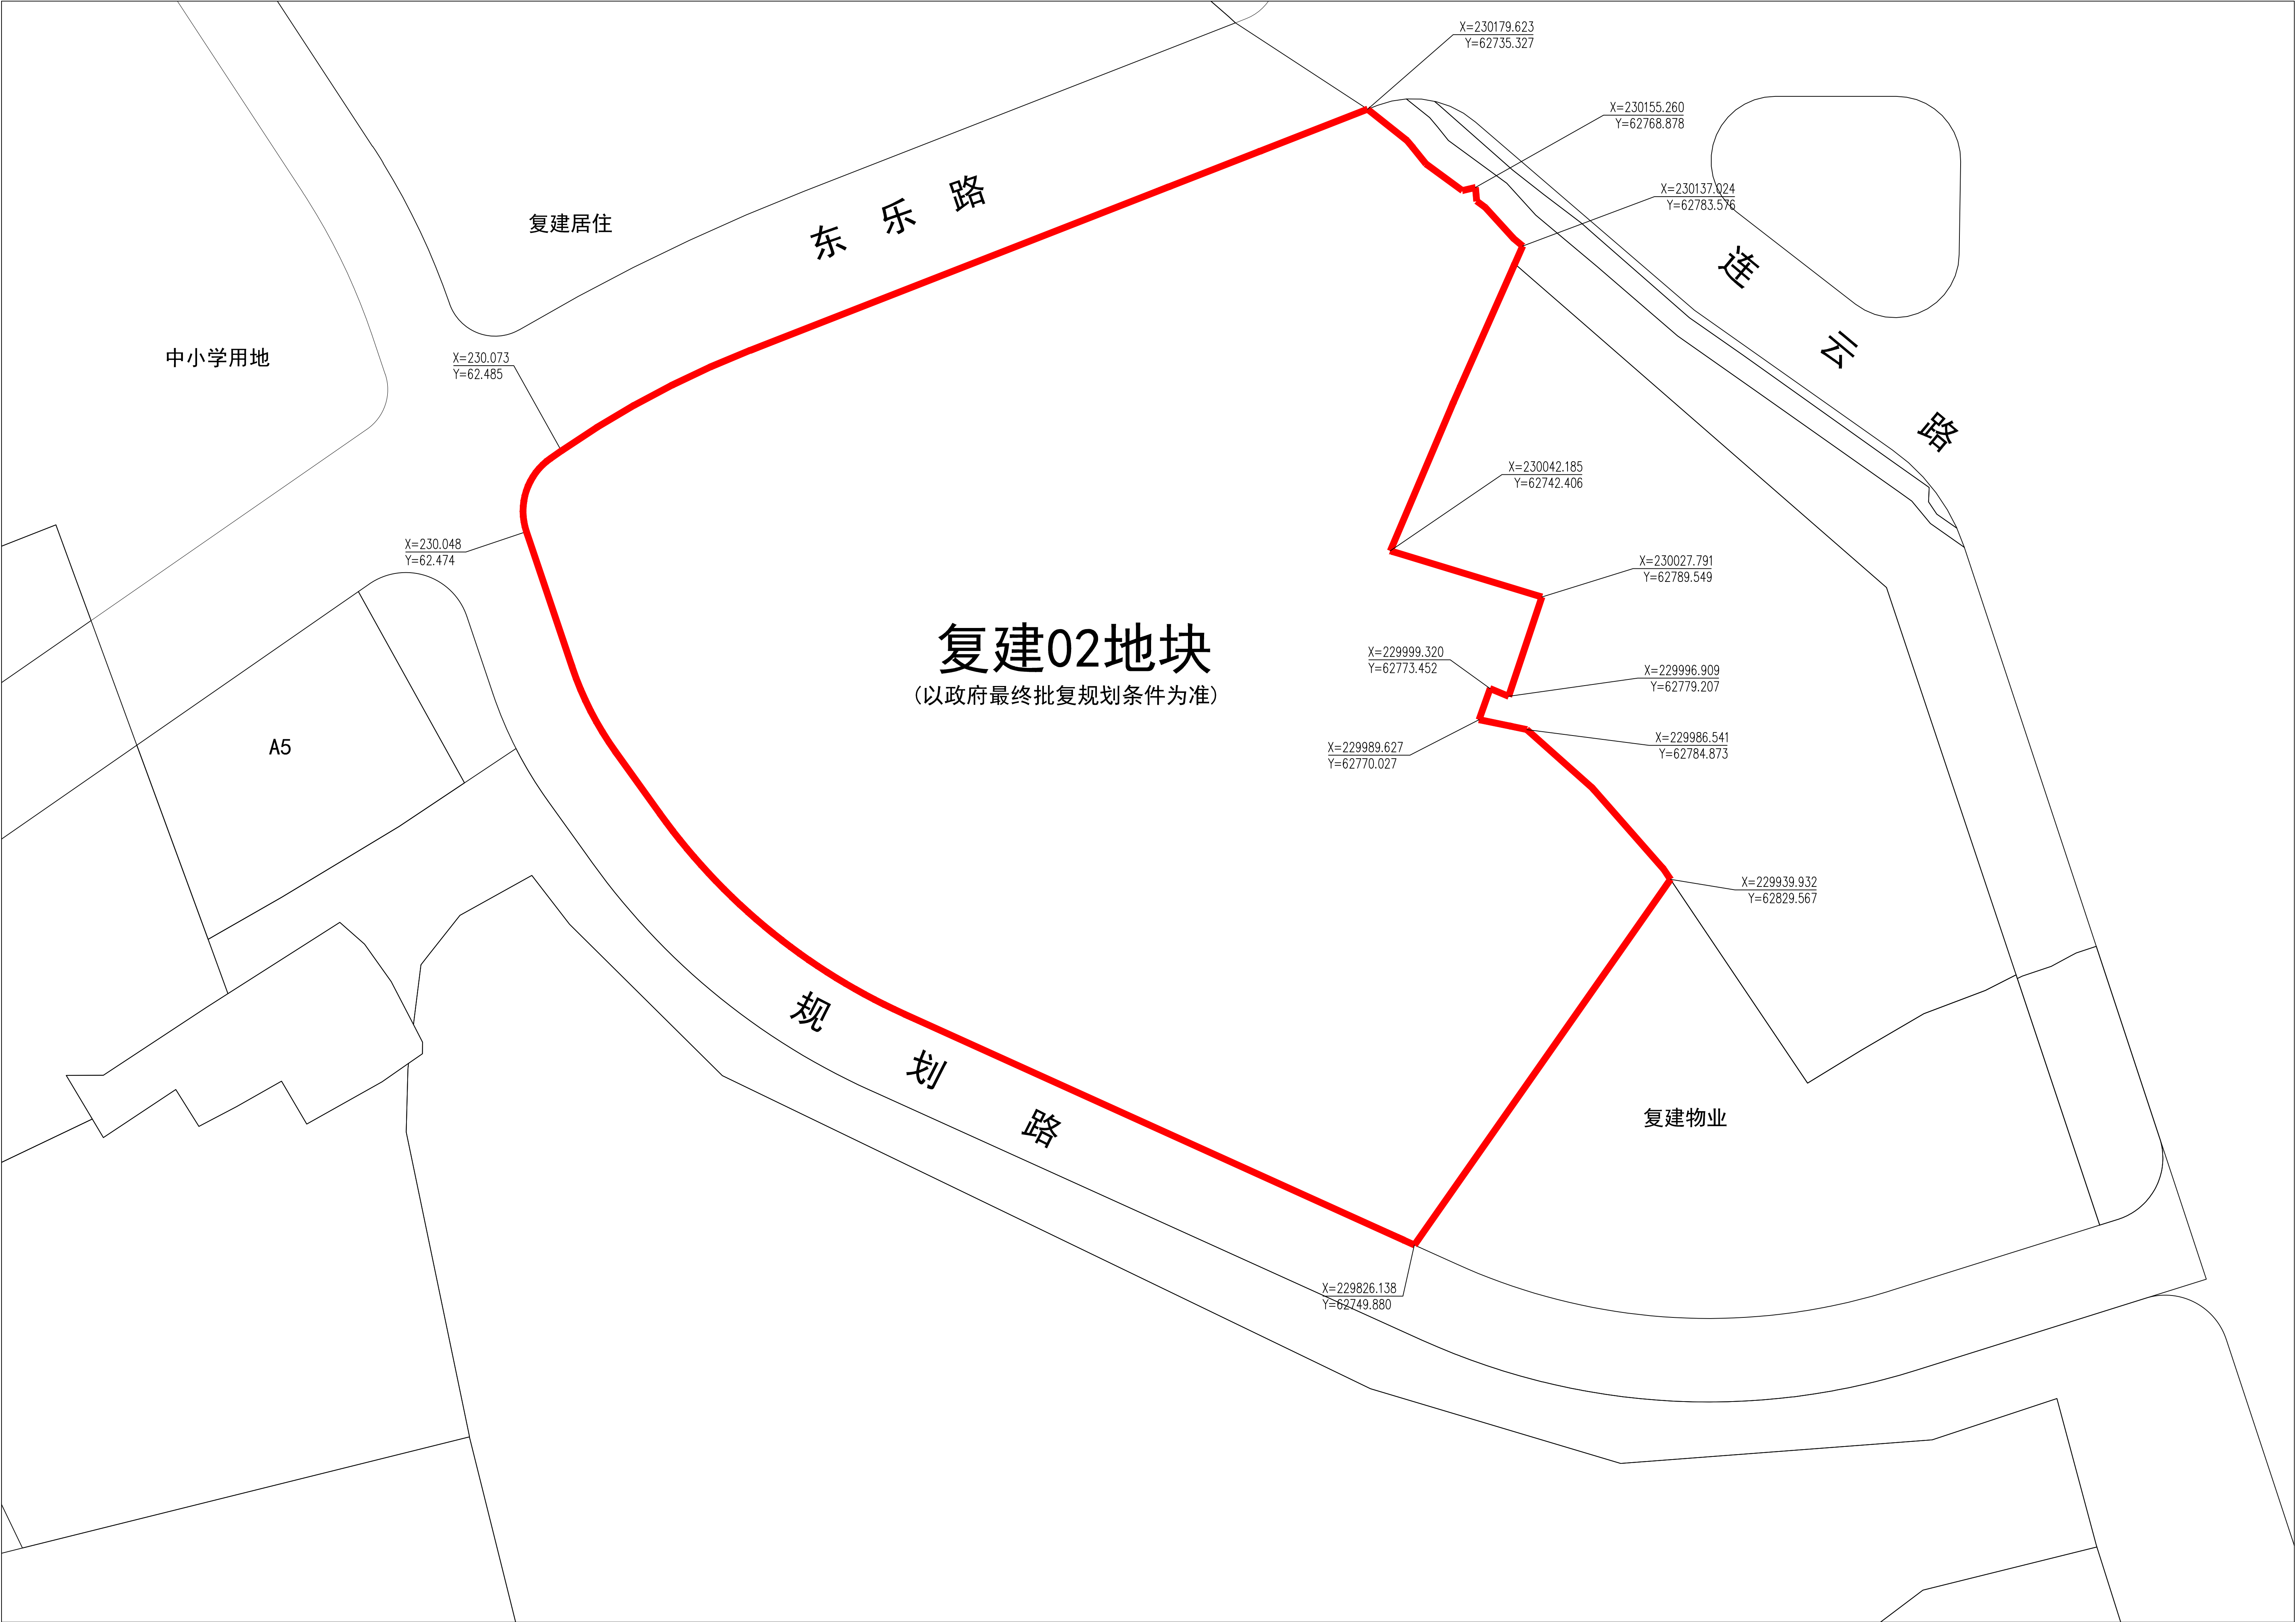 X=230179.623
Y=62735.327
X=230155.260
Y=62768.878
X=230137.024
Y=62783.576
东乐路
复建居住
连云路
中小学用地
X=230.073
Y=62.485
X=230042.185
Y=62742.406
X=230.048
Y=62.474
X=230027.791
Y=62789.549
复建02地块
(以政府最终批复规划条件为准)
X=229999.320
Y=62773.452
X=229996.909
Y=62779.207
A5
X=229989.627
Y=62770.027
X=229986.541
Y=62784.873
X=229939.932
Y=62829.567
规划路
复建物业
X=229826.138
Y=62749.880